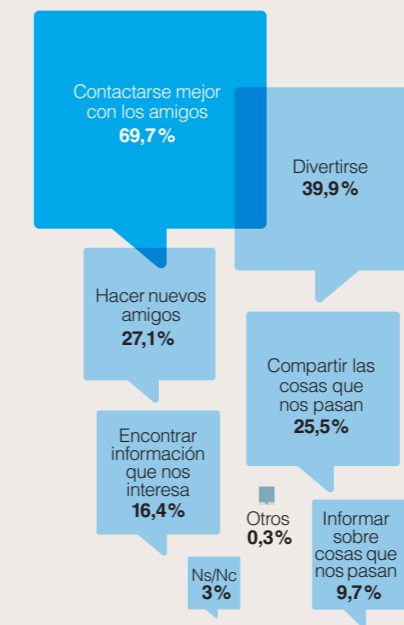 Contactarse mejor
con los amigos
69,7%
Divertirse
39,9%
Hacer nuevos
amigos
27,1%
Compartir las
cosas que
nos pasan
25,5%
Encontrar
información
que nos
interesa
16,4%
Otros
0,3%
Informar
sobre
cosas que
nos pasan
9,7%
Ns/Nc
3%